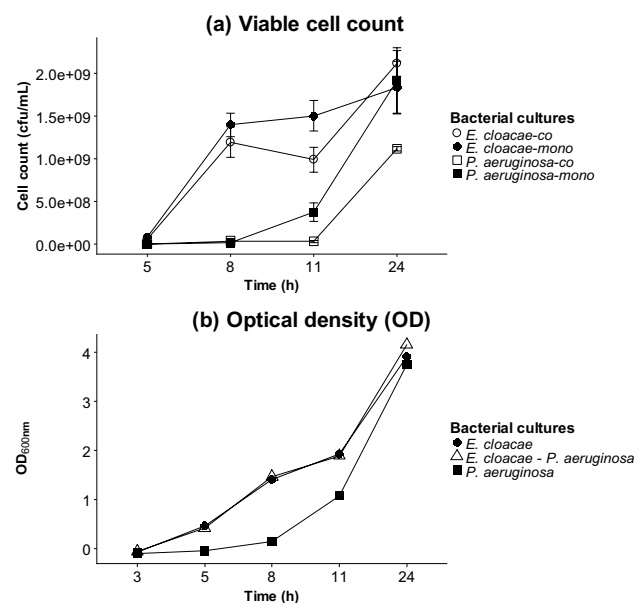 (a) Viable cell count
Cell count (cfu/mL)
2.0e+09
1.5e+09
1.0e+09
5.0e+08
0.0e+00
5 8 11 24
Time (h)
Bacterial cultures
E. cloacae-co
E. cloacae-mono
P. aeruginosa-co
P. aeruginosa-mono
(b) Optical density (OD)
OD600nm
4
3
2
1
0
3 5 8 11 24
Time (h)
Bacterial cultures
E. cloacae
E. cloacae - P. aeruginosa
P. aeruginosa